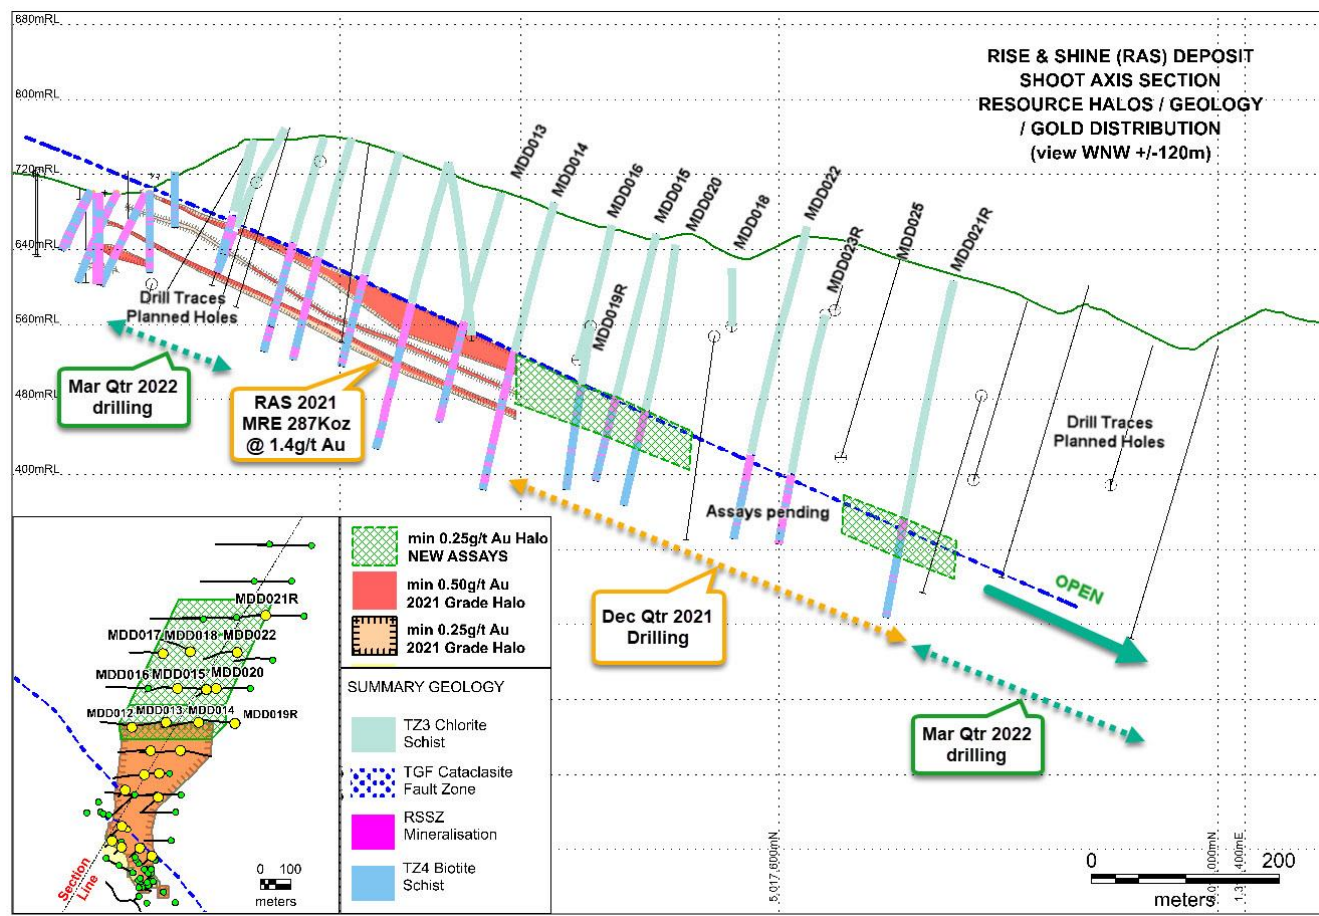 680mRL
800mRL
720mRL
640mRL
560mRL
480mRL
400mRL
RISE & SHINE (RAS) DEPOSIT
SHOOT AXIS SECTION
RESOURCE HALOS / GEOLOGY
/ GOLD DISTRIBUTION
(view WNW +/-120m)
MDD013
MDD014
MDD016
MDD015
MDD020
MDD018
MDD022
MDD023R
MDD025
MDD021R
MDD019R
Drill Traces
Planned Holes
Mar Qtr 2022
drilling
RAS 2021
MRE 287Koz
@ 1.4g/t Au
Assays pending
Drill Traces
Planned Holes
OPEN
Dec Qtr 2021
Drilling
Mar Qtr 2022
drilling
min 0.25g/t Au Halo
NEW ASSAYS
min 0.50g/t Au
2021 Grade Halo
min 0.25g/t Au
2021 Grade Halo
SUMMARY GEOLOGY
TZ3 Chlorite
Schist
TGF Cataclasite
Fault Zone
RSSZ
Mineralisation
TZ4 Biotite
Schist
MDD021R
MDD017 MDD018 MDD022
MDD016 MDD015 MDD020
MDD012 MDD013 MDD014 MDD019R
Section
Line
0 100
meters
5,017,600mN
0 200
meters